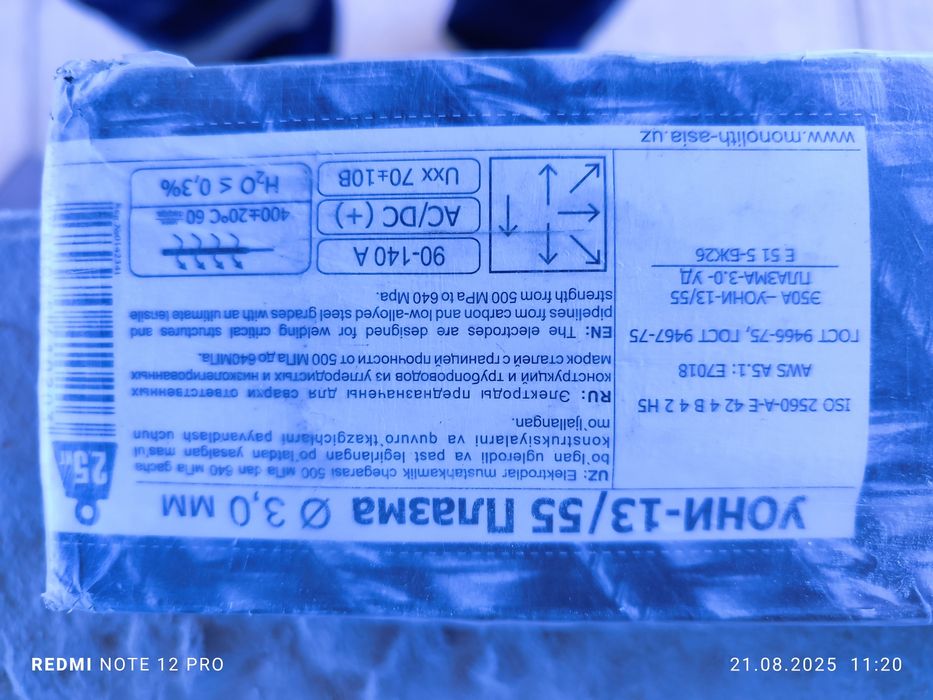 УОНИ-13/55 Плазма Ø 3,0 мм
2,5 кг
ISO 2560-A-E 42 4 B 4 2 H5
AWS A5.1: E7018
ГОСТ 9466-75, ГОСТ 9467-75
Э50А –УОНИ-13/55
ПЛАЗМА-3.0- УД
Е 51 5-БЖ26
www.monolith-asia.uz
UZ: Elektrodlar mustahkamlik chegarasi 500 мПа dan 640 мПа gacha
bo'lgan uglerodli va past legirlangan po'latdan yasalgan mas'ul
konstruksiyalarni va quvuro'tkazgichlarni payvandlash uchun
mo'ljallangan.
RU: Электроды предназначены для сварки ответственных
конструкций и трубопроводов из углеродистых и низколегированных
марок сталей с границей прочности от 500 МПа до 640МПа.
EN: The electrodes are designed for welding critical structures and
pipelines from carbon and low-alloyed steel grades with an ultimate tensile
strength from 500 MPa to 640 Mpa.
90-140 A
AC/DC (+)
Uxx 70±10В
400±20°C 60
H₂O ≤ 0,3%
REDMI NOTE 12 PRO
21.08.2025 11:20